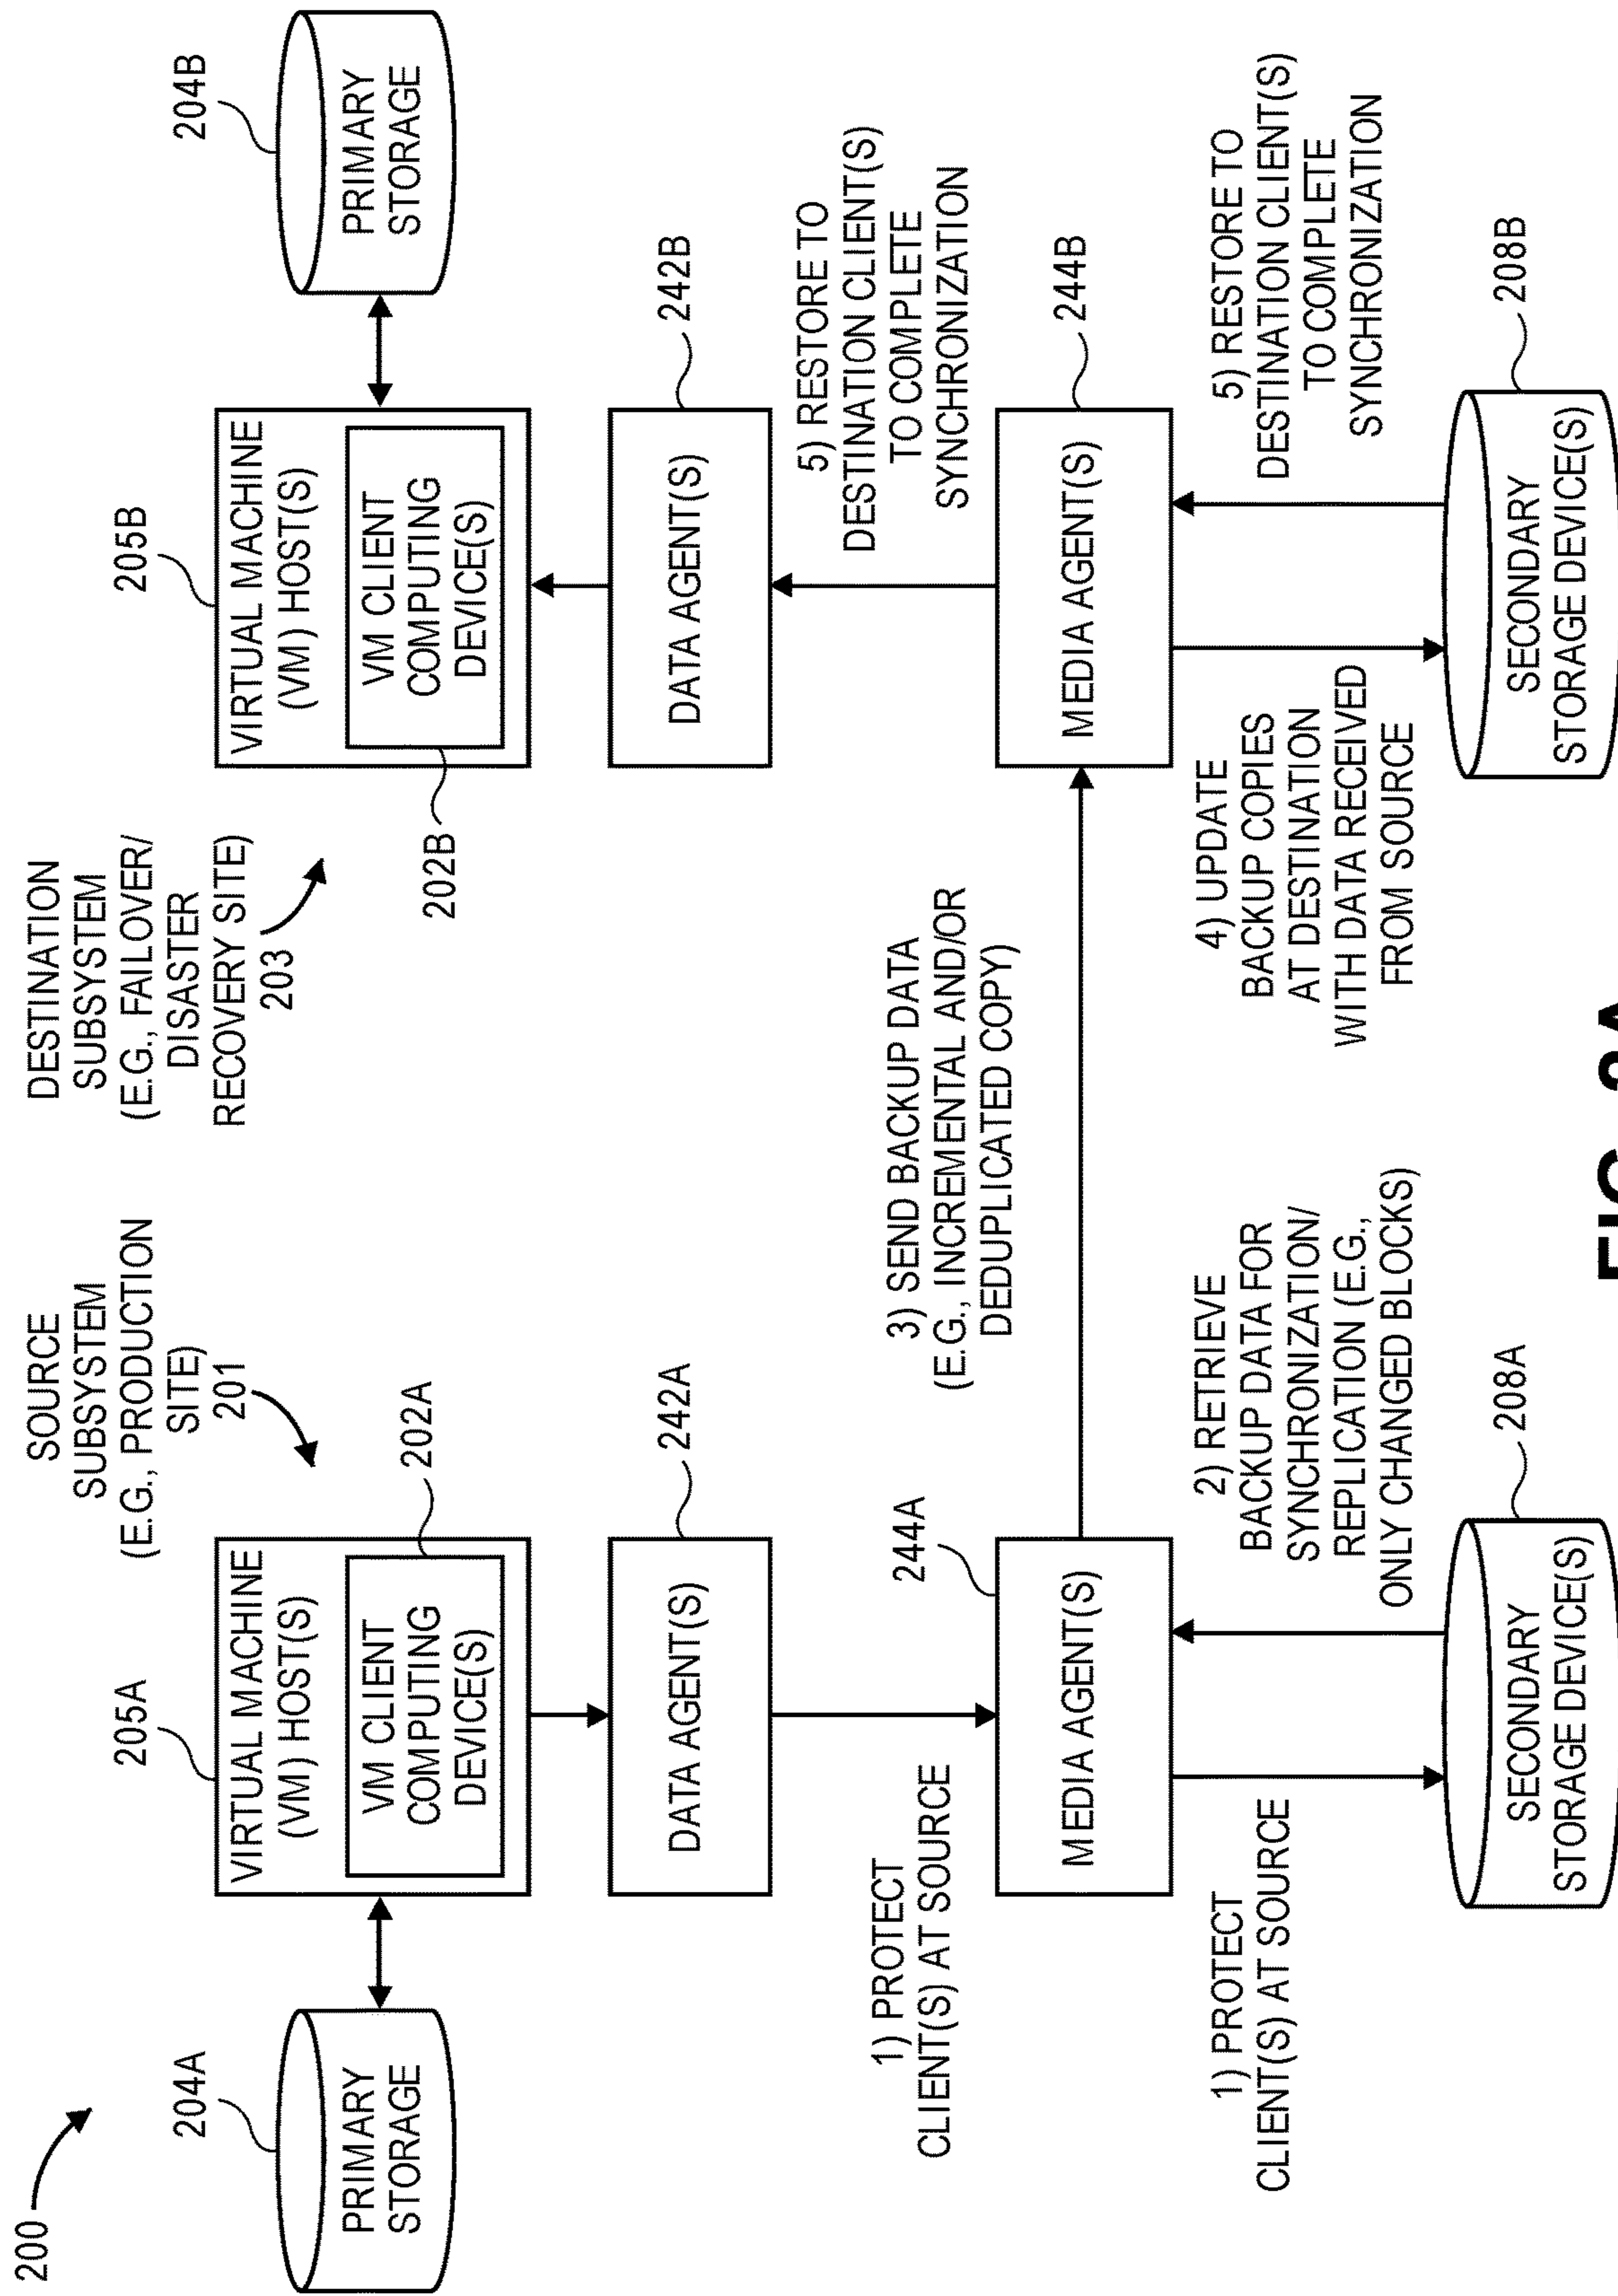 200
SOURCE
SUBSYSTEM
(E.G., PRODUCTION
SITE)
201
DESTINATION
SUBSYSTEM
(E.G., FAILOVER/
DISASTER
RECOVERY SITE)
203
204A
PRIMARY
STORAGE
205A
VIRTUAL MACHINE
(VM) HOST(S)
VM CLIENT
COMPUTING
DEVICE(S)
202A
205B
VIRTUAL MACHINE
(VM) HOST(S)
VM CLIENT
COMPUTING
DEVICE(S)
202B
204B
PRIMARY
STORAGE
DATA AGENT(S)
242A
DATA AGENT(S)
242B
1) PROTECT
CLIENT(S) AT SOURCE
3) SEND BACKUP DATA
(E.G., INCREMENTAL AND/OR
DEDUPLICATED COPY)
5) RESTORE TO
DESTINATION CLIENT(S)
TO COMPLETE
SYNCHRONIZATION
244A
MEDIA AGENT(S)
MEDIA AGENT(S)
244B
1) PROTECT
CLIENT(S) AT SOURCE
2) RETRIEVE
BACKUP DATA FOR
SYNCHRONIZATION/
REPLICATION (E.G.,
ONLY CHANGED BLOCKS)
4) UPDATE
BACKUP COPIES
AT DESTINATION
WITH DATA RECEIVED
FROM SOURCE
5) RESTORE TO
DESTINATION CLIENT(S)
TO COMPLETE
SYNCHRONIZATION
SECONDARY
STORAGE DEVICE(S)
208A
SECONDARY
STORAGE DEVICE(S)
208B
FIG. 2A